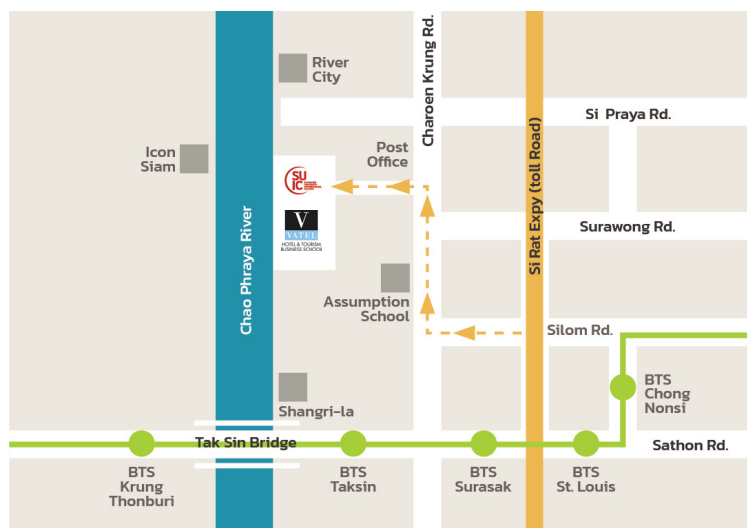 River
City
Charoen Krung Rd.
Si Praya Rd.
Icon
Siam
Post
Office
SU
IC
V
VATEL
HOTEL & TOURISM
BUSINESS SCHOOL
Chao Phraya River
Si Rat Expy (toll Road)
Surawong Rd.
Assumption
School
Silom Rd.
Shangri-la
BTS
Chong
Nonsi
Tak Sin Bridge
Sathon Rd.
BTS
Krung
Thonburi
BTS
Taksin
BTS
Surasak
BTS
St. Louis